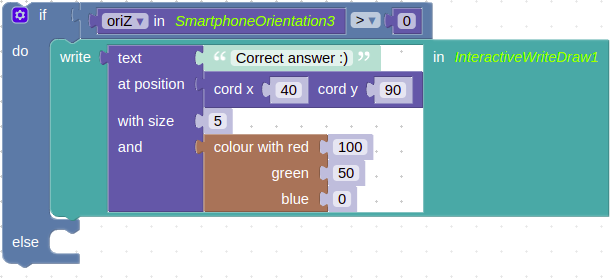 if oriZ ▾ in SmartphoneOrientation3 > ▾ 0
do write text “ Correct answer :) ” in InteractiveWriteDraw1
at position cord x 40 cord y 90
with size 5
and colour with red 100
green 50
blue 0
else